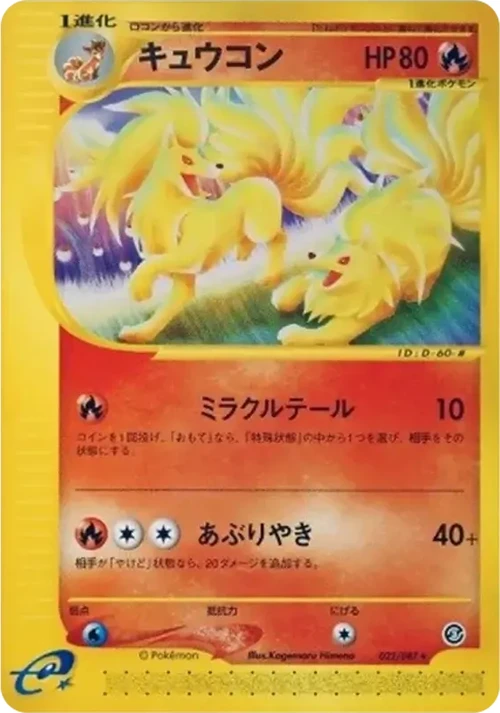 1進化
ロコンから進化
キュウコン
HP80
1進化ポケモン
ID:D-60-#
ミラクルテール 10
コインを1回投げ、「おもて」なら、「特殊状態」の中から1つを選び、相手をその
状態にする。
あぶりやき 40+
相手が「やけど」状態なら、20ダメージを追加する。
弱点 抵抗力 にげる
© Pokémon Illus.Kagemaru Himeno
e